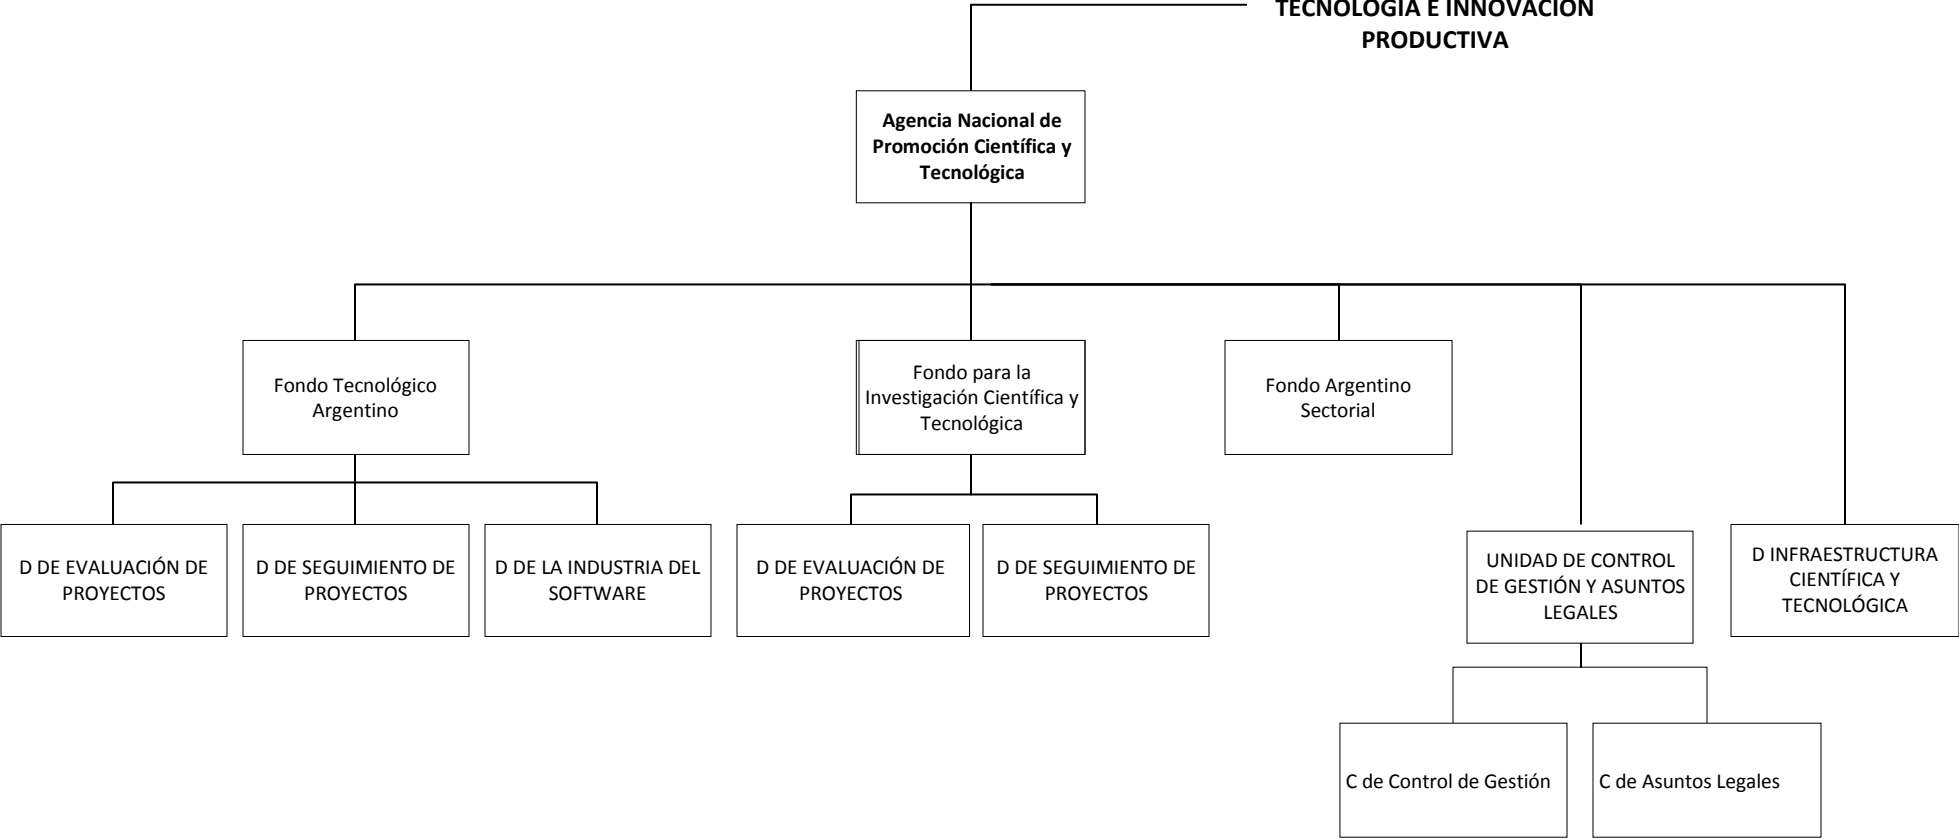 TECNOLOGÍA E INNOVACIÓN
PRODUCTIVA
Agencia Nacional de
Promoción Científica y
Tecnológica
Fondo Tecnológico
Argentino
Fondo para la
Investigación Científica y
Tecnológica
Fondo Argentino
Sectorial
D DE EVALUACIÓN DE
PROYECTOS
D DE SEGUIMIENTO DE
PROYECTOS
D DE LA INDUSTRIA DEL
SOFTWARE
D DE EVALUACIÓN DE
PROYECTOS
D DE SEGUIMIENTO DE
PROYECTOS
UNIDAD DE CONTROL
DE GESTIÓN Y ASUNTOS
LEGALES
D INFRAESTRUCTURA
CIENTÍFICA Y
TECNOLÓGICA
C de Control de Gestión
C de Asuntos Legales